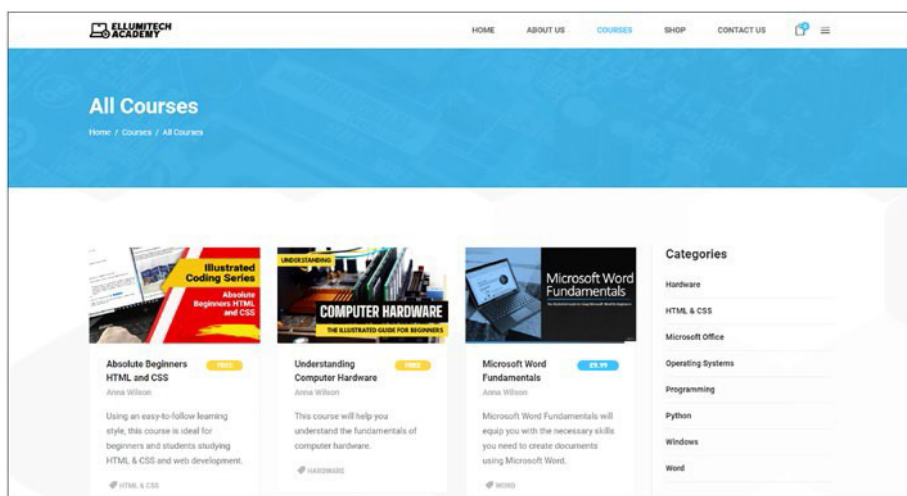 ELLUMITECH
ACADEMY
HOME ABOUT US COURSES SHOP CONTACT US
All Courses
Home / Courses / All Courses
Illustrated
Coding Series
Absolute
Beginners HTML
and CSS
UNDERSTANDING
COMPUTER HARDWARE
THE ILLUSTRATED GUIDE FOR BEGINNERS
Microsoft Word
Fundamentals
Absolute Beginners
HTML and CSS
FREE
Anna Wilson
Using an easy-to-follow learning
style, this course is ideal for
beginners and students studying
HTML & CSS and web development.
HTML & CSS
Understanding
Computer Hardware
FREE
Anna Wilson
This course will help you
understand the fundamentals of
computer hardware.
HARDWARE
Microsoft Word
Fundamentals
£9.99
Anna Wilson
Microsoft Word Fundamentals will
equip you with the necessary skills
you need to create documents
using Microsoft Word.
WORD
Categories
Hardware
HTML & CSS
Microsoft Office
Operating Systems
Programming
Python
Windows
Word